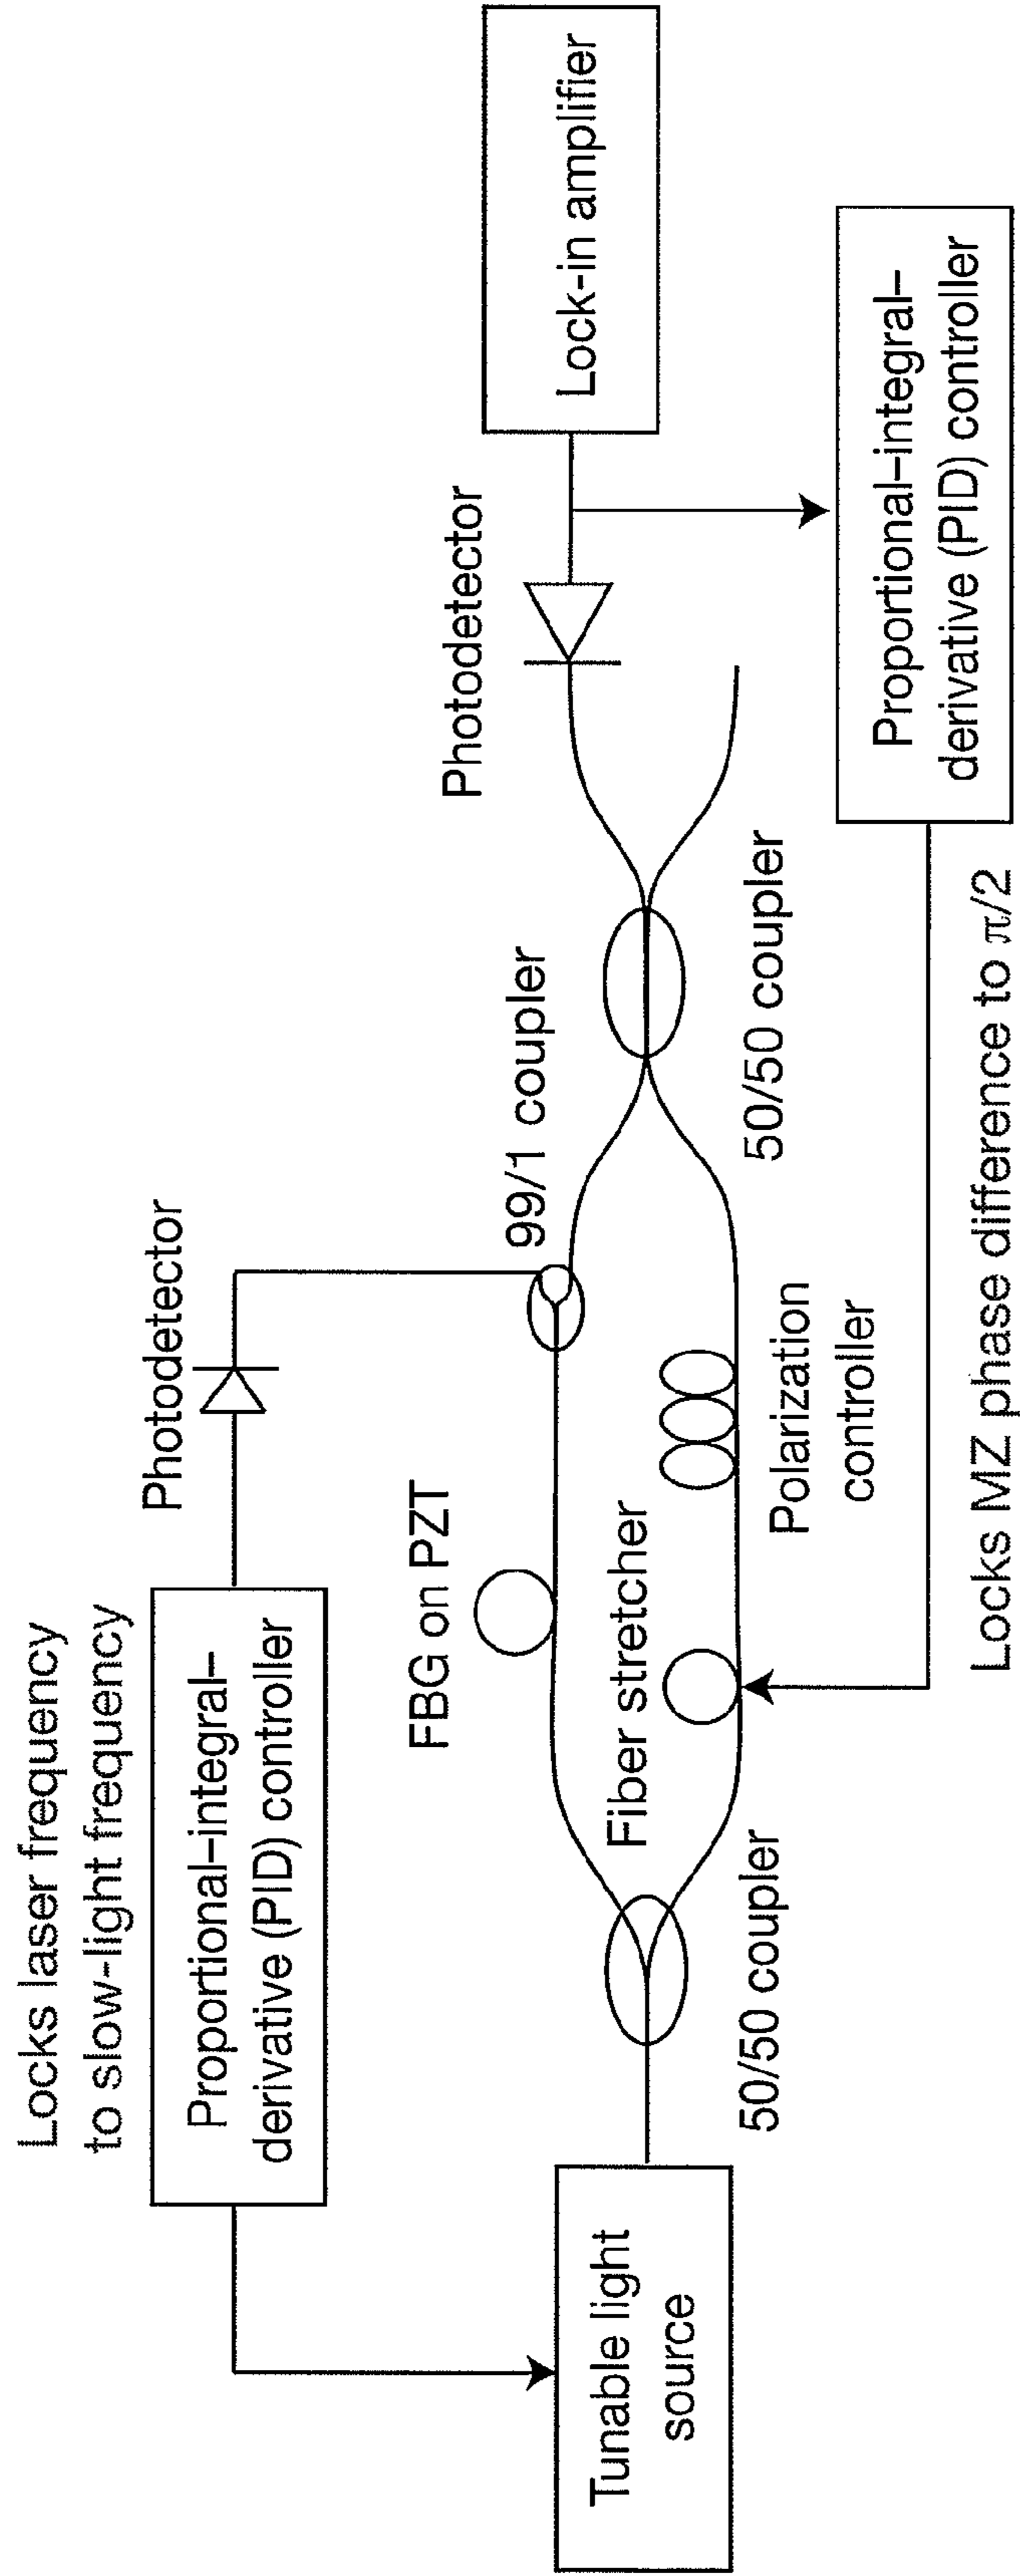 Locks laser frequency
to slow-light frequency
Proportional–integral–
derivative (PID) controller
Photodetector
FBG on PZT
99/1 coupler
Photodetector
Lock-in amplifier
Tunable light
source
50/50 coupler
Fiber stretcher
Polarization
controller
50/50 coupler
Proportional–integral–
derivative (PID) controller
Locks MZ phase difference to π/2